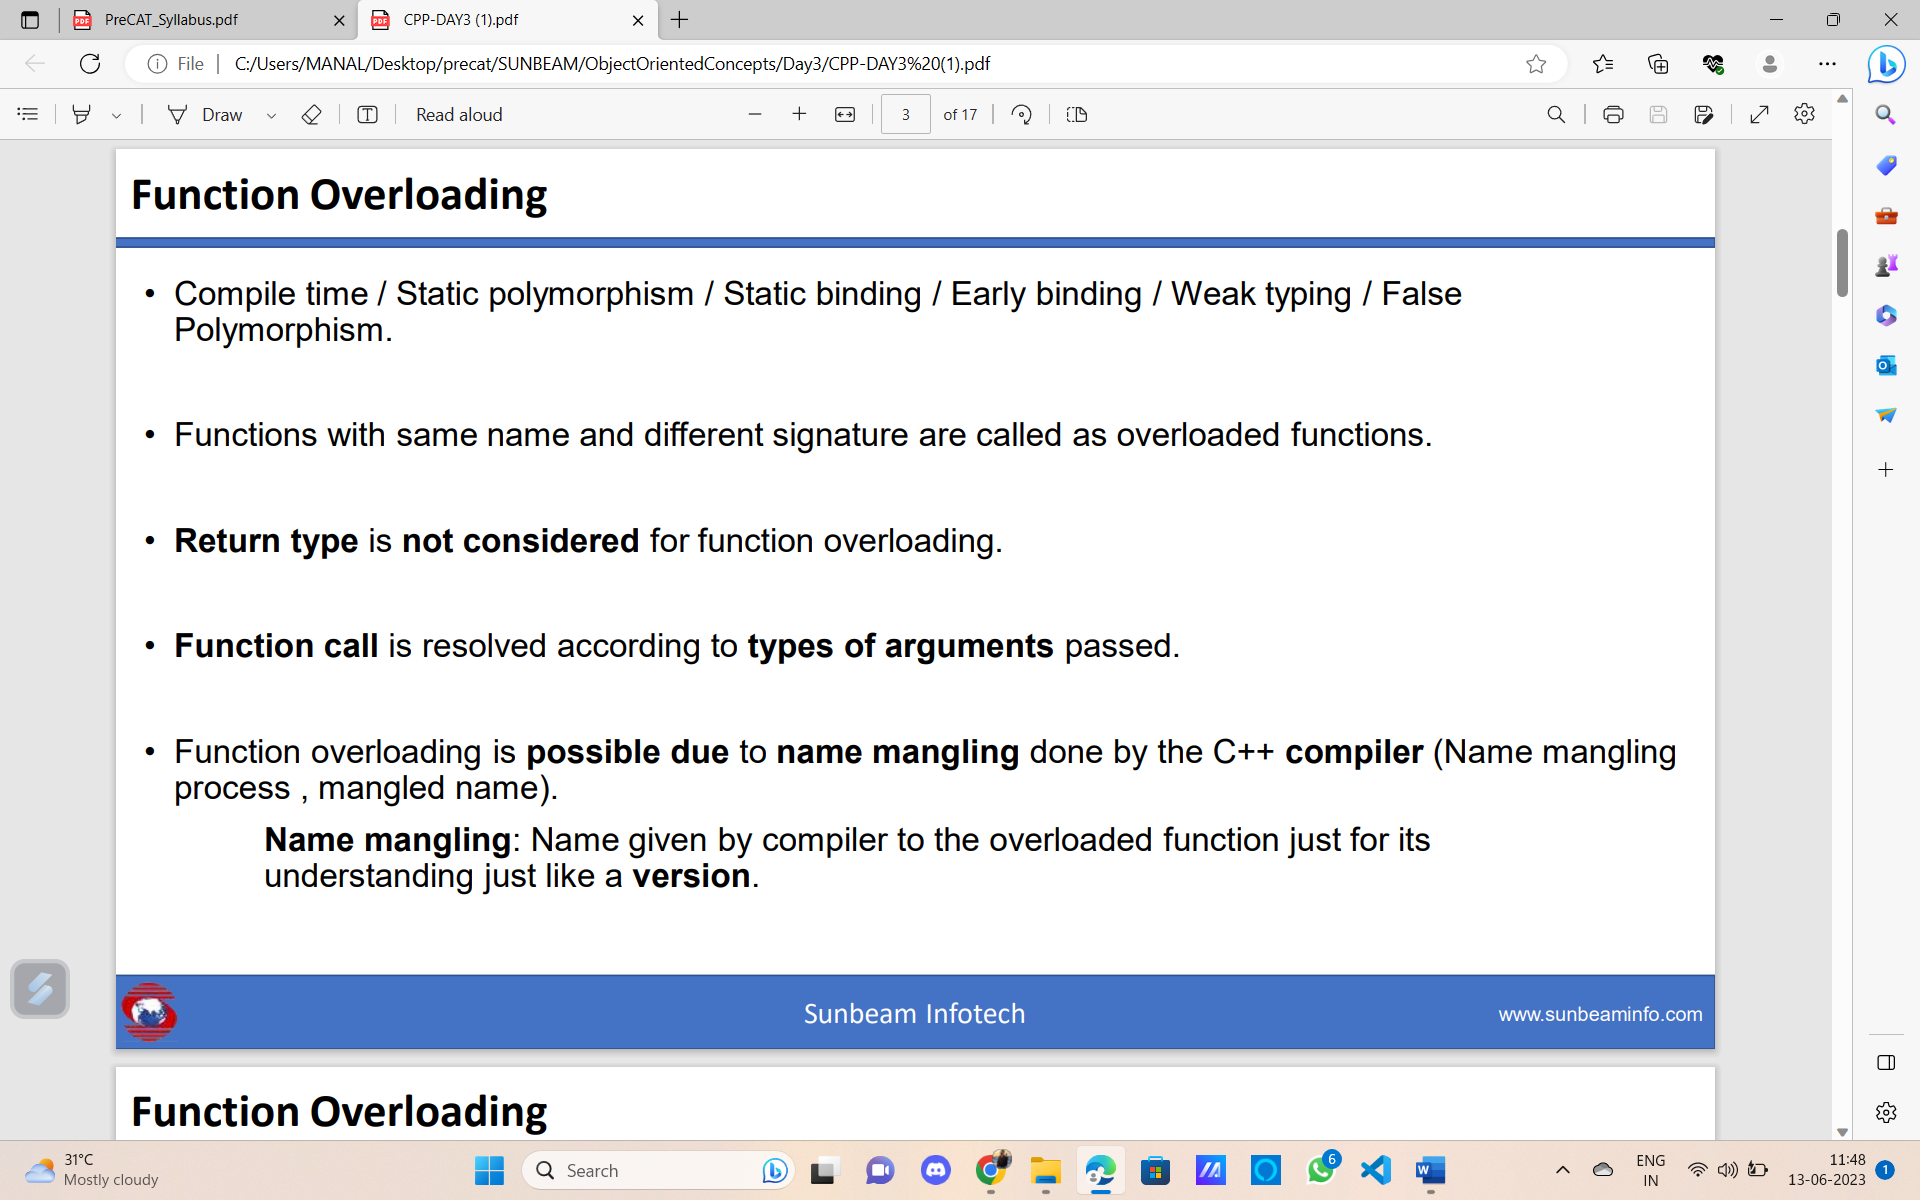 PreCAT_Syllabus.pdf
CPP-DAY3 (1).pdf
File
C:/Users/MANAL/Desktop/precat/SUNBEAM/ObjectOrientedConcepts/Day3/CPP-DAY3%20(1).pdf
Draw
Read aloud
3 of 17
Function Overloading
• Compile time / Static polymorphism / Static binding / Early binding / Weak typing / False
Polymorphism.
• Functions with same name and different signature are called as overloaded functions.
• Return type is not considered for function overloading.
• Function call is resolved according to types of arguments passed.
• Function overloading is possible due to name mangling done by the C++ compiler (Name mangling
process , mangled name).
Name mangling: Name given by compiler to the overloaded function just for its
understanding just like a version.
Sunbeam Infotech
www.sunbeaminfo.com
Function Overloading
31°C
Mostly cloudy
Search
6
ENG
IN
11:48
13-06-2023
1